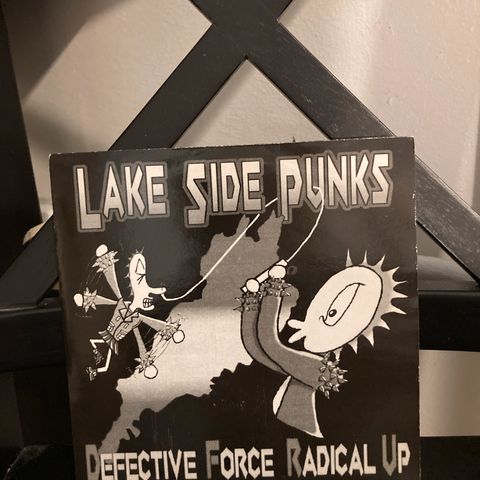 LAKE SIDE PUNKS
DEFECTIVE FORCE RADICAL UP